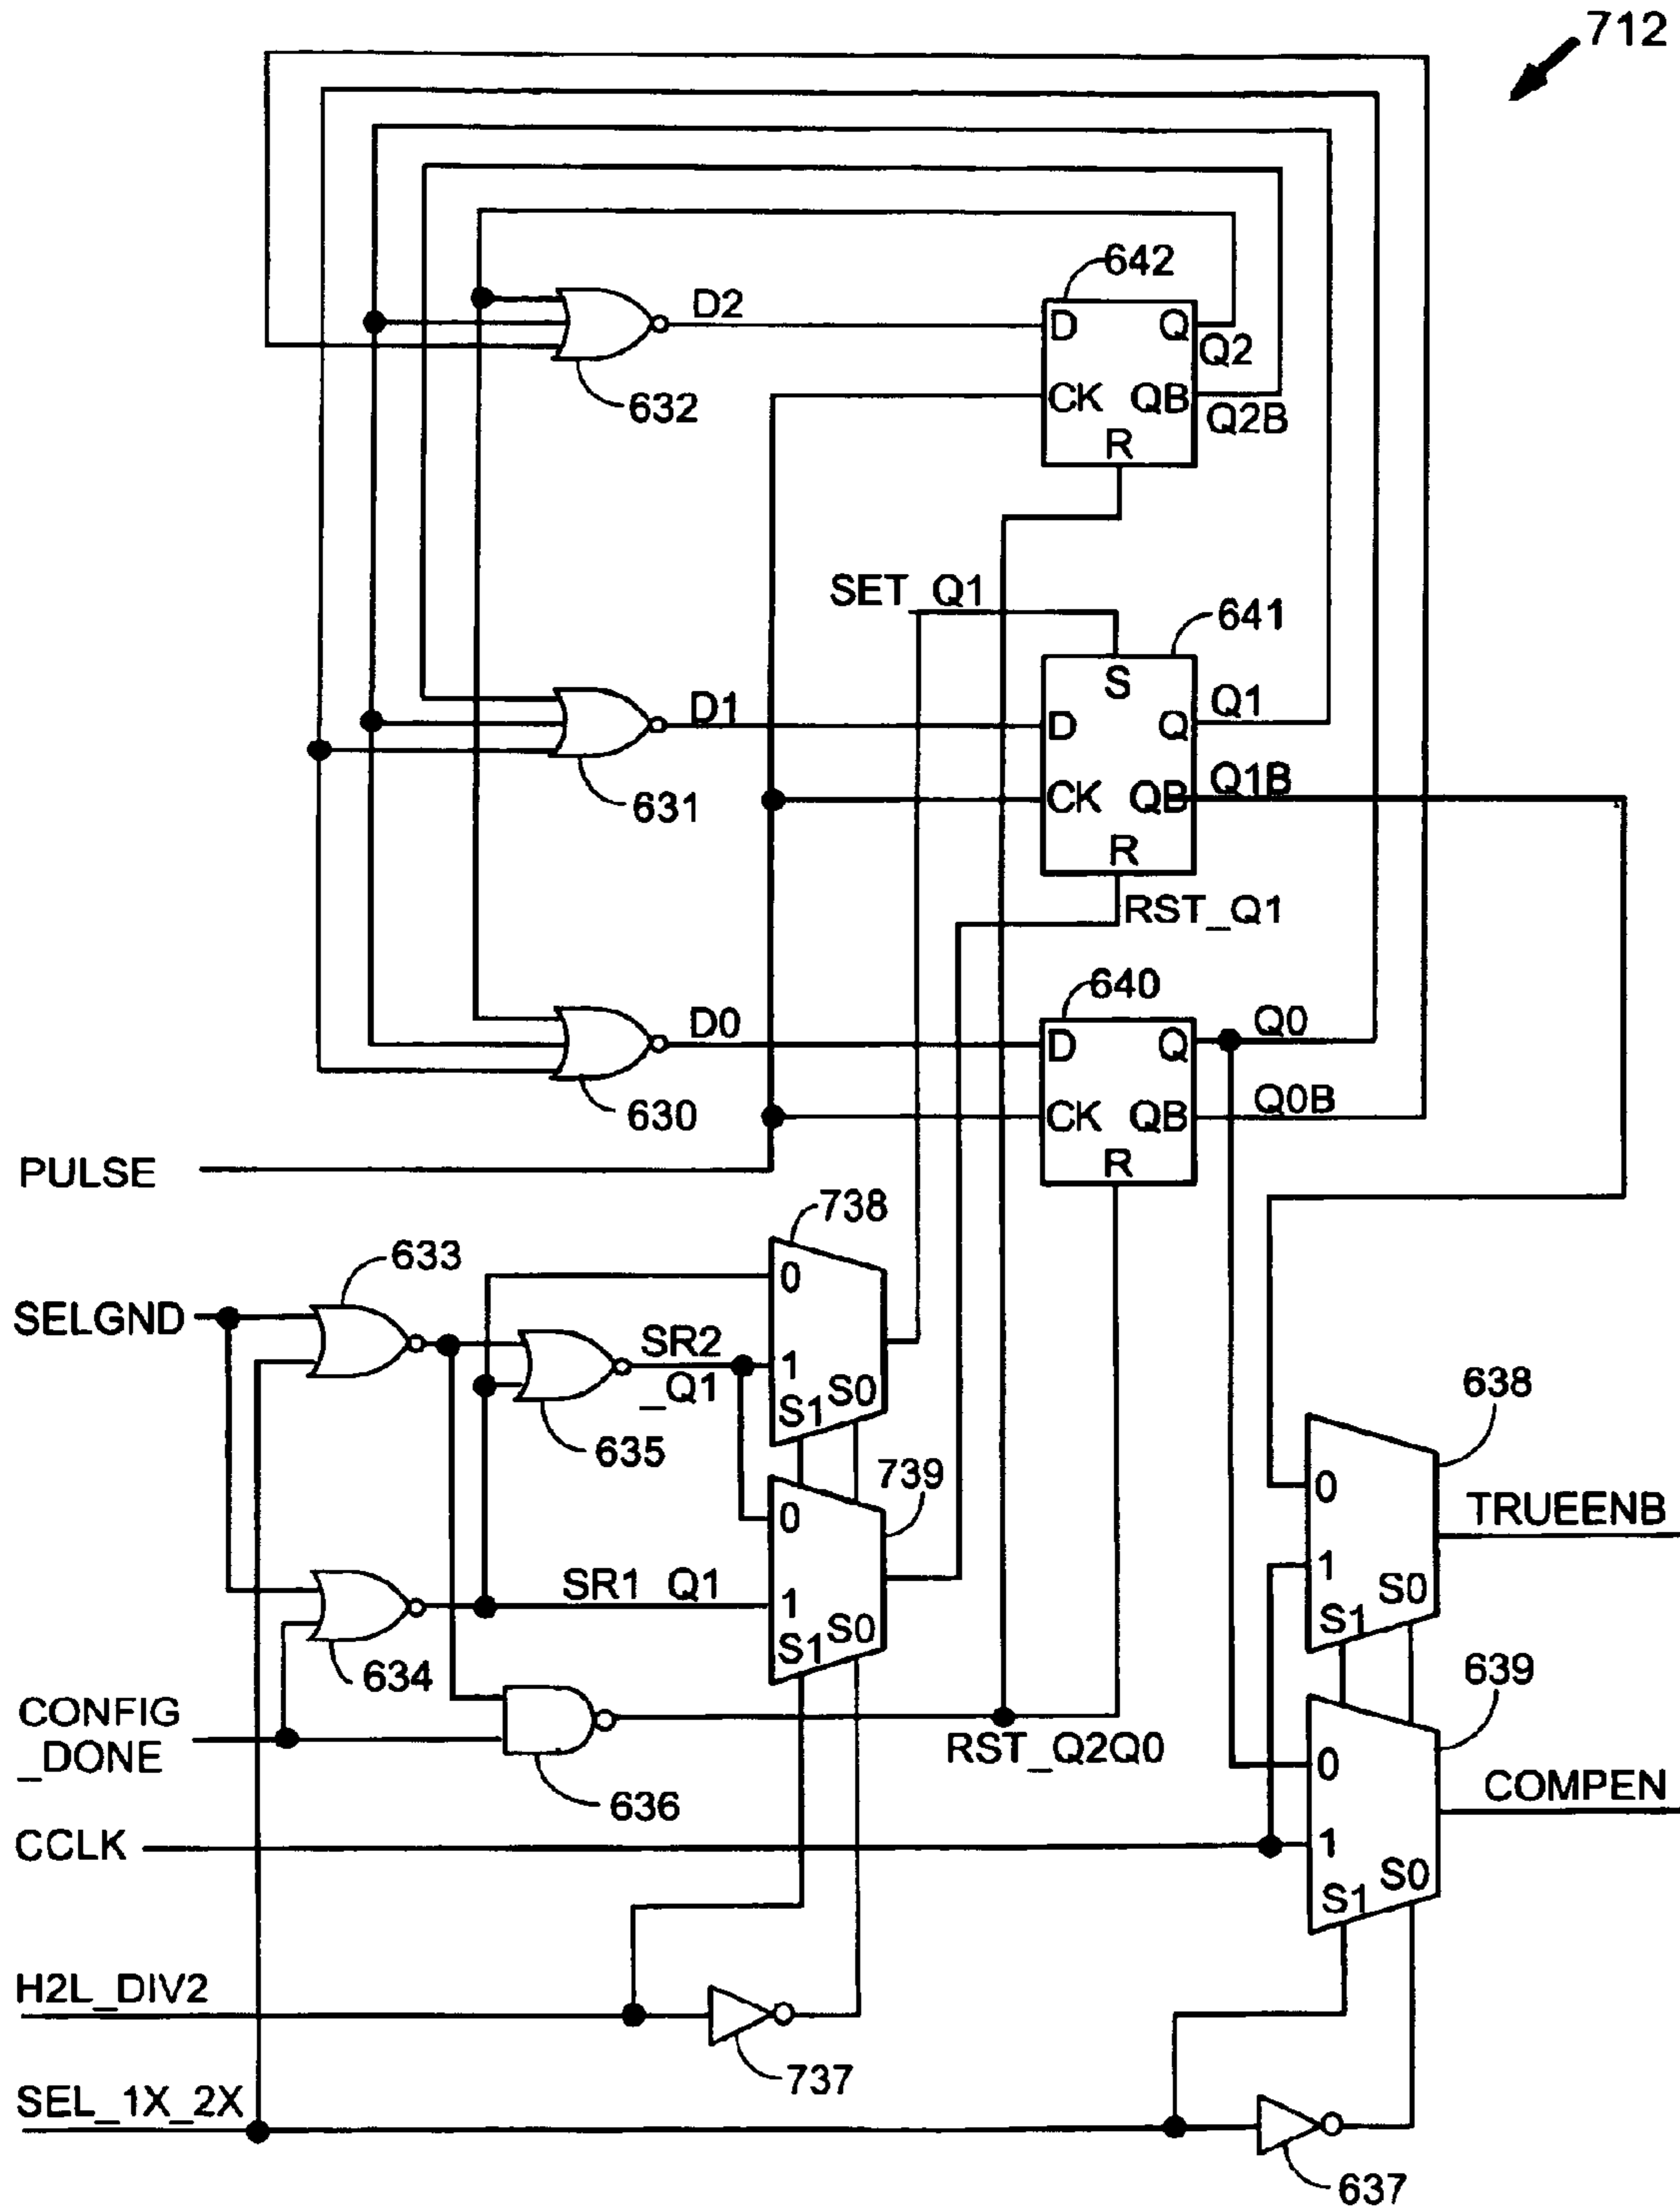 712
642
D2
D
Q
Q2
CK
QB
Q2B
632
R
SET_Q1
641
S
D1
D
Q
Q1
CK
QB
Q1B
631
R
RST_Q1
640
D0
D
Q
Q0
CK
QB
Q0B
630
R
PULSE
738
633
0
SELGND
SR2
_Q1
1
S1
S0
635
638
739
0
0
TRUEENB
SR1_Q1
1
1
S1
S0
S1
S0
634
639
CONFIG
_DONE
RST_Q2Q0
0
COMPEN
636
CCLK
1
S1
S0
H2L_DIV2
737
SEL_1X_2X
637